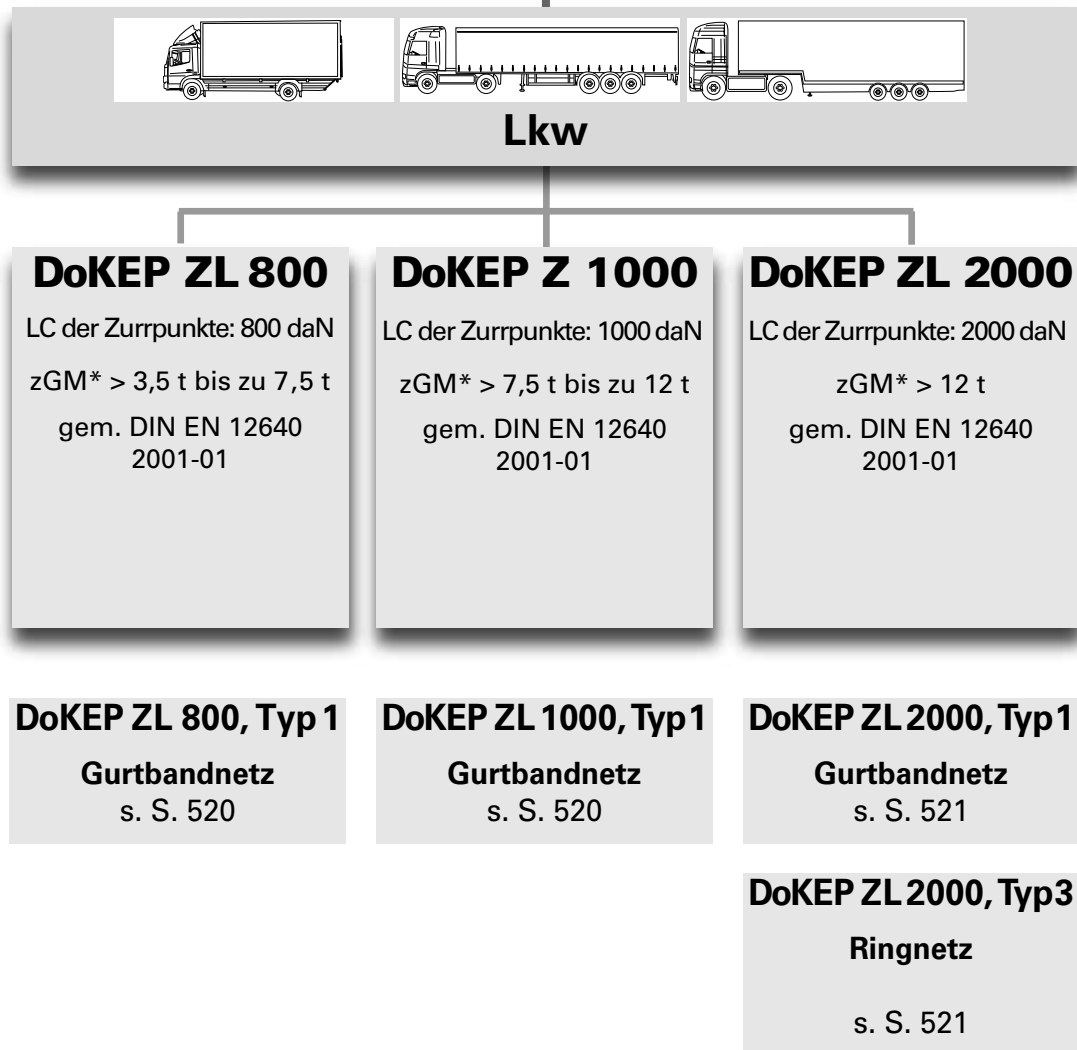 Lkw
DoKEP ZL 800
LC der Zurrpunkte: 800 daN
zGM* > 3,5 t bis zu 7,5 t
gem. DIN EN 12640
2001-01
DoKEP Z 1000
LC der Zurrpunkte: 1000 daN
zGM* > 7,5 t bis zu 12 t
gem. DIN EN 12640
2001-01
DoKEP ZL 2000
LC der Zurrpunkte: 2000 daN
zGM* > 12 t
gem. DIN EN 12640
2001-01
DoKEP ZL 800, Typ 1
Gurtbandnetz
s. S. 520
DoKEP ZL 1000, Typ 1
Gurtbandnetz
s. S. 520
DoKEP ZL 2000, Typ 1
Gurtbandnetz
s. S. 521
DoKEP ZL 2000, Typ 3
Ringnetz
s. S. 521